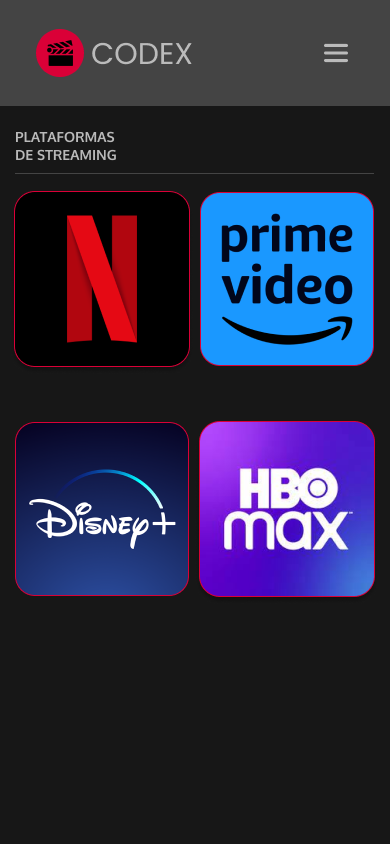 CODEX
PLATAFORMAS
DE STREAMING
N
prime
video
Disney+
HBO
max